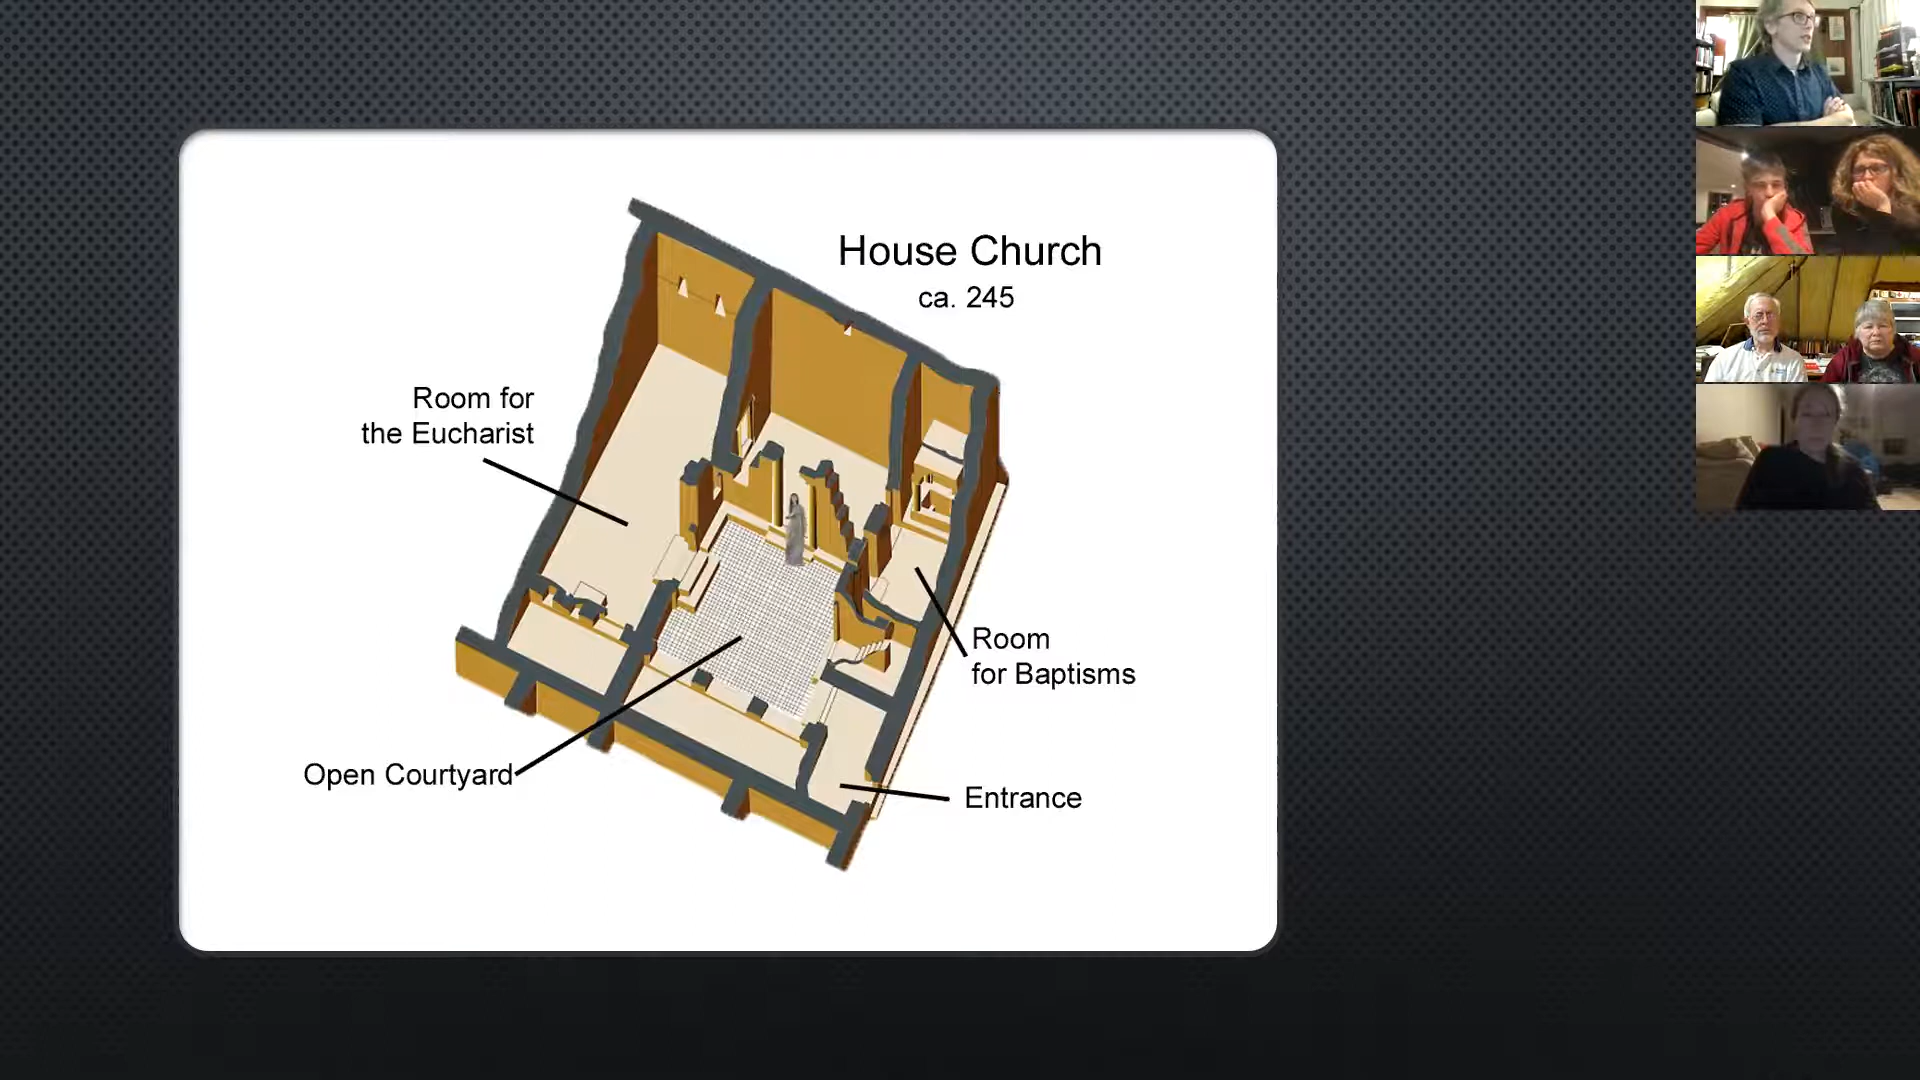 House Church
ca. 245
Room for
the Eucharist
Room
for Baptisms
Open Courtyard
Entrance